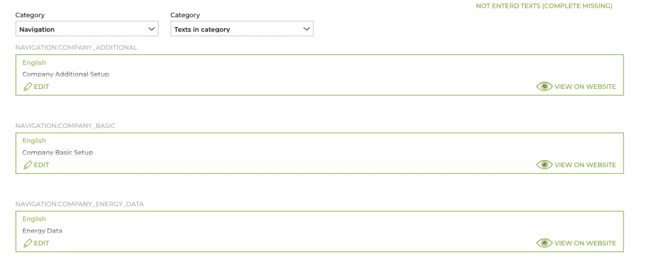 NOT ENTERD TEXTS (COMPLETE MISSING)
Category
Category
Navigation
Texts in category
NAVIGATION.COMPANY_ADDITIONAL
English
Company Additional Setup
EDIT
VIEW ON WEBSITE
NAVIGATION.COMPANY_BASIC
English
Company Basic Setup
EDIT
VIEW ON WEBSITE
NAVIGATION.COMPANY_ENERGY_DATA
English
Energy Data
EDIT
VIEW ON WEBSITE